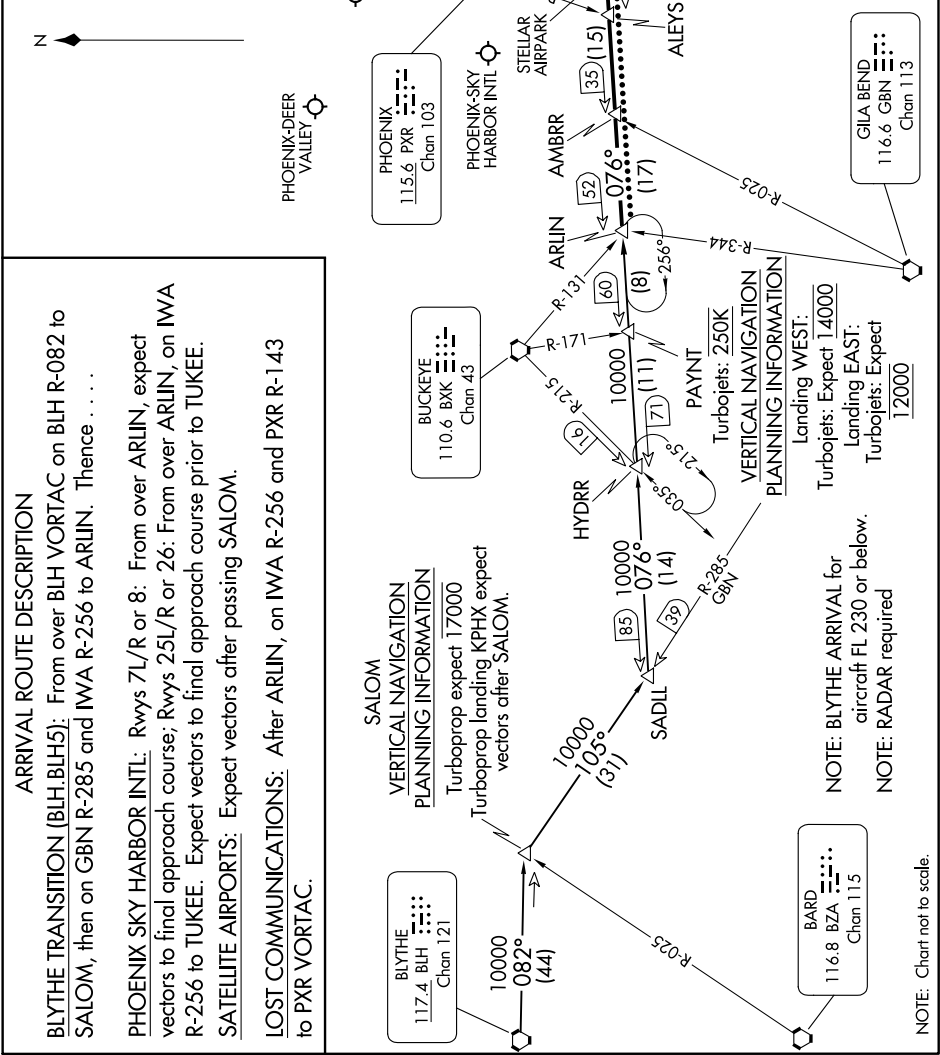 ARRIVAL ROUTE DESCRIPTION
BLYTHE TRANSITION (BLH.BLH5): From over BLH VORTAC on BLH R-082 to
SALOM, then on GBN R-285 and IWA R-256 to ARLIN. Thence . . . .
PHOENIX SKY HARBOR INTL: Rwys 7L/R or 8: From over ARLIN, expect
vectors to final approach course; Rwys 25L/R or 26: From over ARLIN, on IWA
R-256 to TUKEE. Expect vectors to final approach course prior to TUKEE.
SATELLITE AIRPORTS: Expect vectors after passing SALOM.
LOST COMMUNICATIONS: After ARLIN, on IWA R-256 and PXR R-143
to PXR VORTAC.
N
PHOENIX-DEER
VALLEY
PHOENIX
115.6 PXR
Chan 103
PHOENIX-SKY
HARBOR INTL
STELLAR
AIRPARK
BLYTHE
117.4 BLH
Chan 121
SALOM
VERTICAL NAVIGATION
PLANNING INFORMATION
Turboprop expect 17000
Turboprop landing KPHX expect
vectors after SALOM.
BUCKEYE
110.6 BXK
Chan 43
10000
082°
(44)
10000
105°
(31)
SADLL
85
39
R-285
GBN
10000
076°
(14)
HYDRR
16
R-215
71
035°
215°
10000
(11)
R-171
60
PAYNT
Turbojets: 250K
VERTICAL NAVIGATION
PLANNING INFORMATION
Landing WEST:
Turbojets: Expect 14000
Landing EAST:
Turbojets: Expect
12000
R-131
(8)
256°
ARLIN
52
076°
(17)
R-344
AMBRR
35
(15)
R-025
ALEYS
GILA BEND
116.6 GBN
Chan 113
R-025
BARD
116.8 BZA
Chan 115
NOTE: BLYTHE ARRIVAL for
aircraft FL 230 or below.
NOTE: RADAR required
NOTE: Chart not to scale.